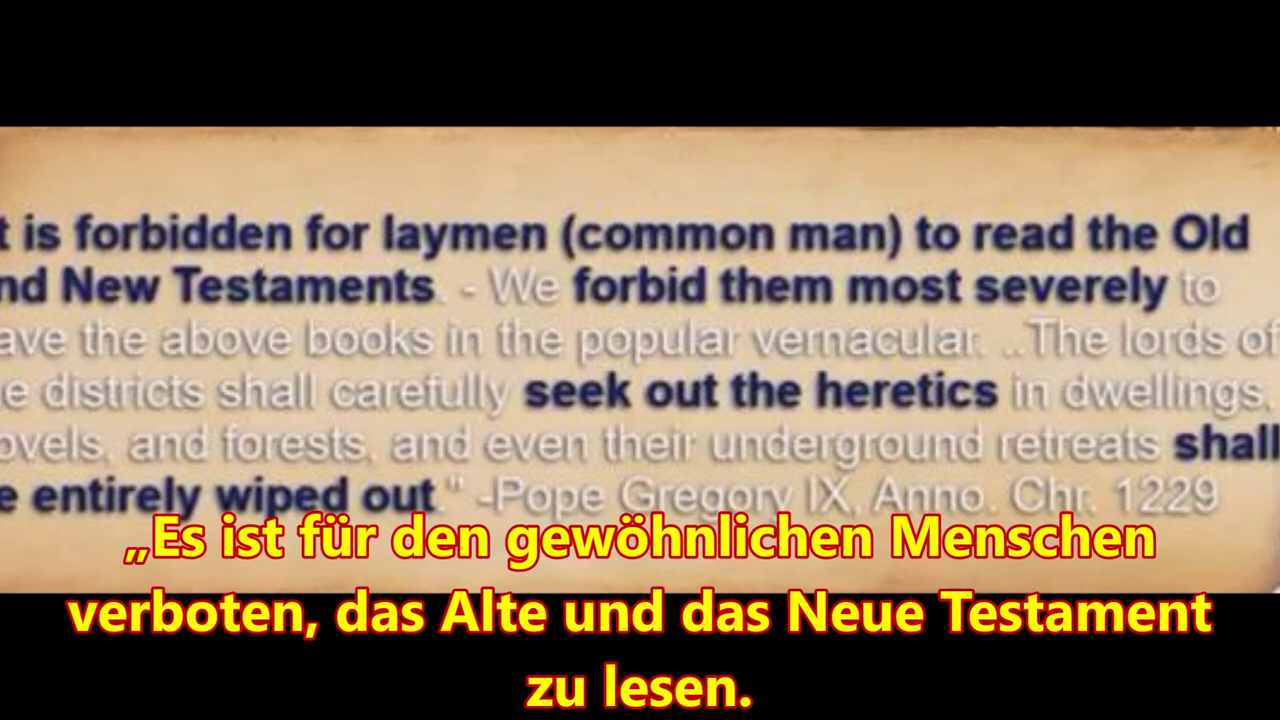 t is forbidden for laymen (common man) to read the Old
nd New Testaments. - We forbid them most severely to
ave the above books in the popular vernacular. ...The lords of
e districts shall carefully seek out the heretics in dwellings,
ovels, and forests, and even their underground retreats shall
e entirely wiped out." -Pope Gregory IX, Anno. Chr. 1229
„Es ist für den gewöhnlichen Menschen
verboten, das Alte und das Neue Testament
zu lesen.